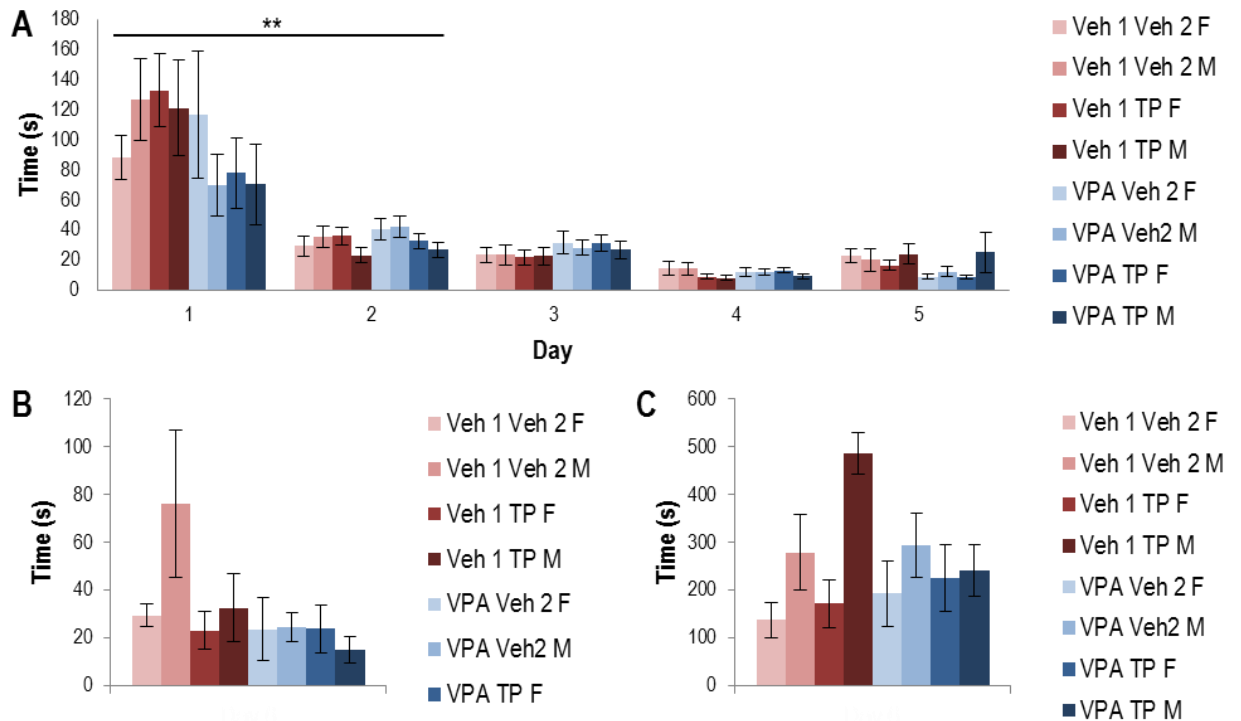 A
**
180
160
140
120
100
80
60
40
20
0
Time (s)
1 2 3 4 5
Day
Veh 1 Veh 2 F
Veh 1 Veh 2 M
Veh 1 TP F
Veh 1 TP M
VPA Veh 2 F
VPA Veh2 M
VPA TP F
VPA TP M
B
120
100
80
60
40
20
0
Time (s)
Veh 1 Veh 2 F
Veh 1 Veh 2 M
Veh 1 TP F
Veh 1 TP M
VPA Veh 2 F
VPA Veh2 M
VPA TP F
C
600
500
400
300
200
100
0
Time (s)
Veh 1 Veh 2 F
Veh 1 Veh 2 M
Veh 1 TP F
Veh 1 TP M
VPA Veh 2 F
VPA Veh2 M
VPA TP F
VPA TP M